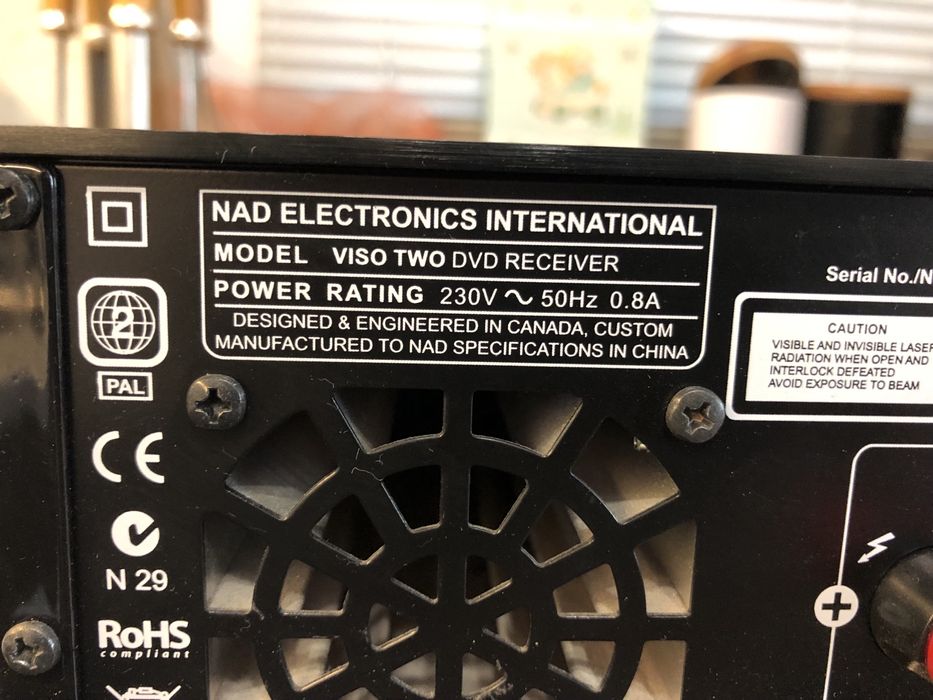 NAD ELECTRONICS INTERNATIONAL
MODEL VISO TWO DVD RECEIVER
POWER RATING 230V ~ 50Hz 0.8A
DESIGNED & ENGINEERED IN CANADA, CUSTOM
MANUFACTURED TO NAD SPECIFICATIONS IN CHINA
2
PAL
CE
N 29
RoHS
compliant
Serial No./N
CAUTION
VISIBLE AND INVISIBLE LASER
RADIATION WHEN OPEN AND
INTERLOCK DEFEATED
AVOID EXPOSURE TO BEAM
+